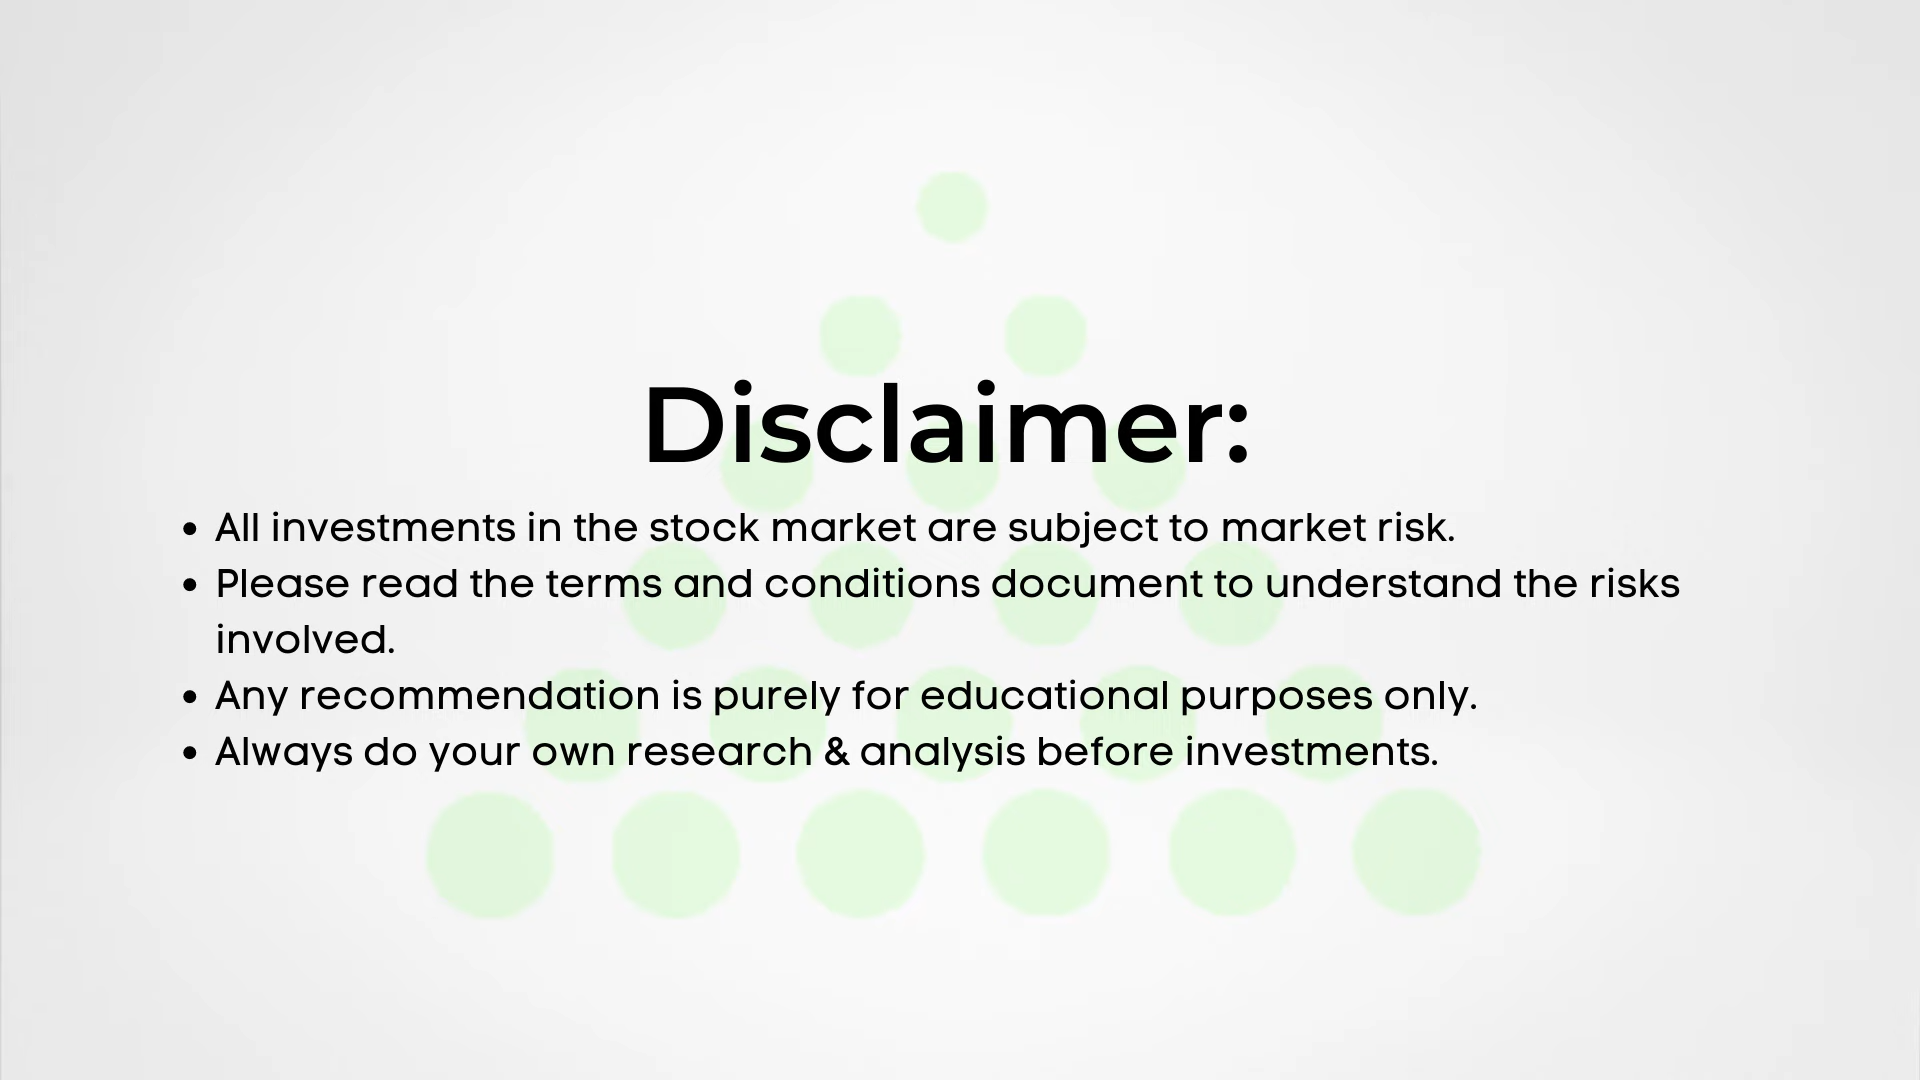 Disclaimer:
• All investments in the stock market are subject to market risk.
• Please read the terms and conditions document to understand the risks
involved.
• Any recommendation is purely for educational purposes only.
• Always do your own research & analysis before investments.